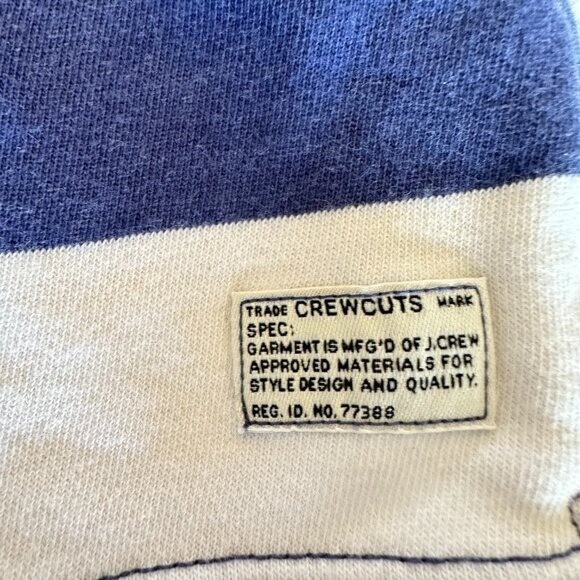 TRADE CREWCUTS MARK
SPEC:
GARMENT IS MFG'D OF J.CREW
APPROVED MATERIALS FOR
STYLE DESIGN AND QUALITY.
REG. ID. NO. 77388